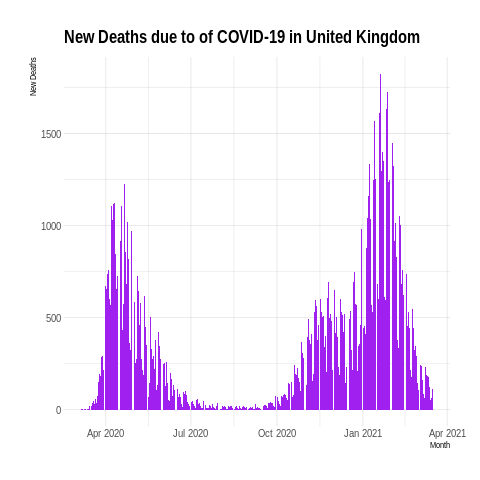 New Deaths due to of COVID-19 in United Kingdom
New Deaths
1500
1000
500
0
Apr 2020 Jul 2020 Oct 2020 Jan 2021 Apr 2021
Month